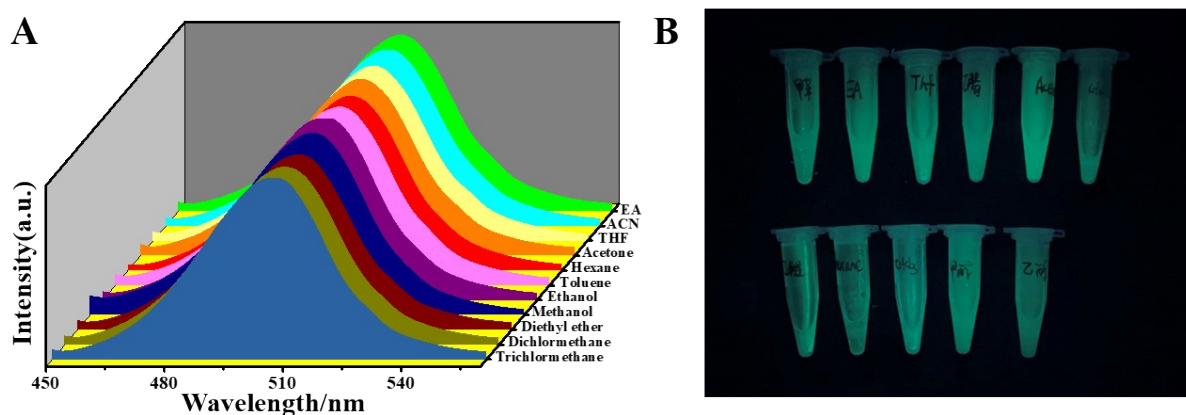 A
Intensity(a.u.)
EA
ACN
THF
Acetone
Hexane
Toluene
Ethanol
Methanol
Diethyl ether
Dichlormethane
Trichlormethane
450 480 510 540
Wavelength/nm
B
EA
THF